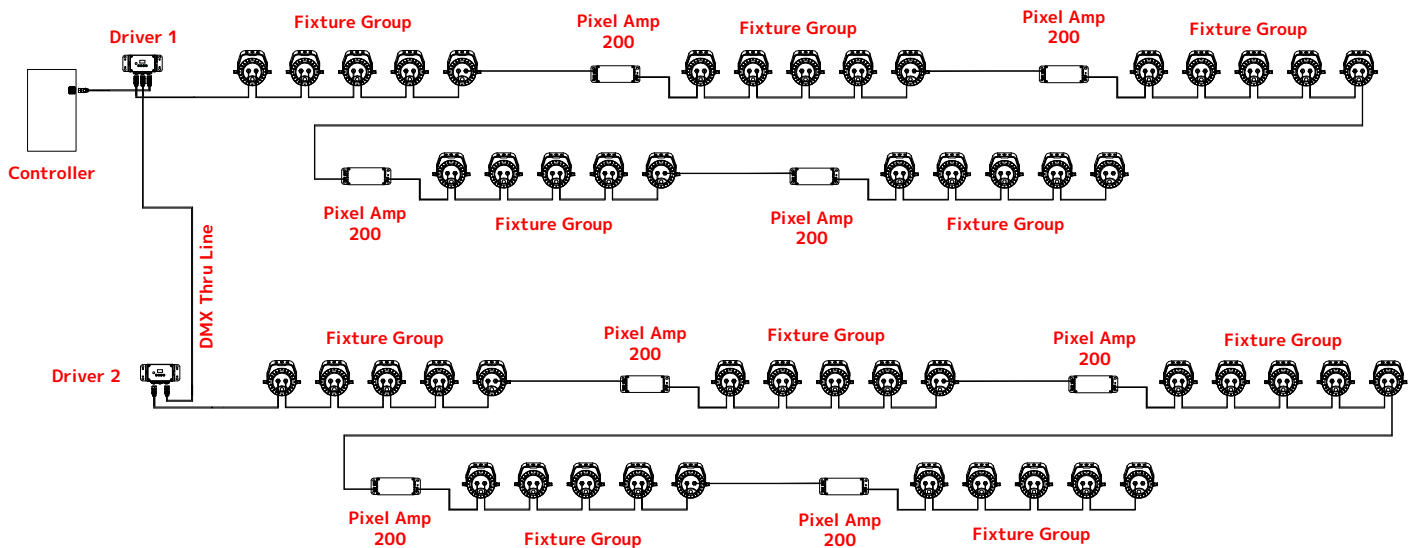 Driver 1
Fixture Group
Pixel Amp
200
Fixture Group
Pixel Amp
200
Fixture Group
Controller
Pixel Amp
200
Fixture Group
Pixel Amp
200
Fixture Group
DMX Thru Line
Driver 2
Fixture Group
Pixel Amp
200
Fixture Group
Pixel Amp
200
Fixture Group
Pixel Amp
200
Fixture Group
Pixel Amp
200
Fixture Group